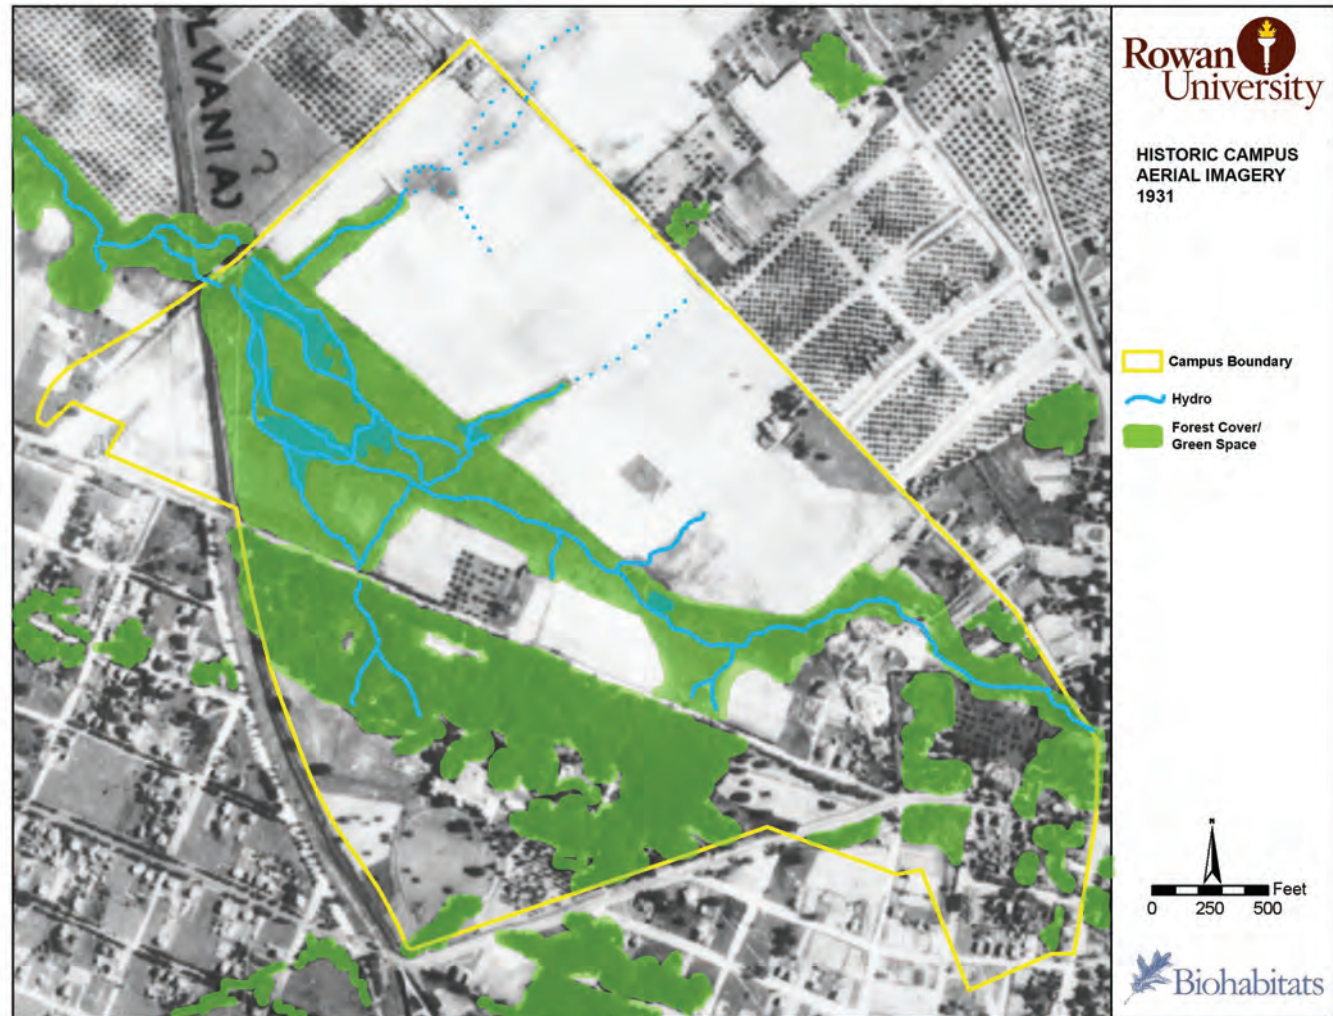 LVANIA)
?
Rowan
University
HISTORIC CAMPUS
AERIAL IMAGERY
1931
Campus Boundary
Hydro
Forest Cover/
Green Space
N
Feet
0 250 500
Biohabitats